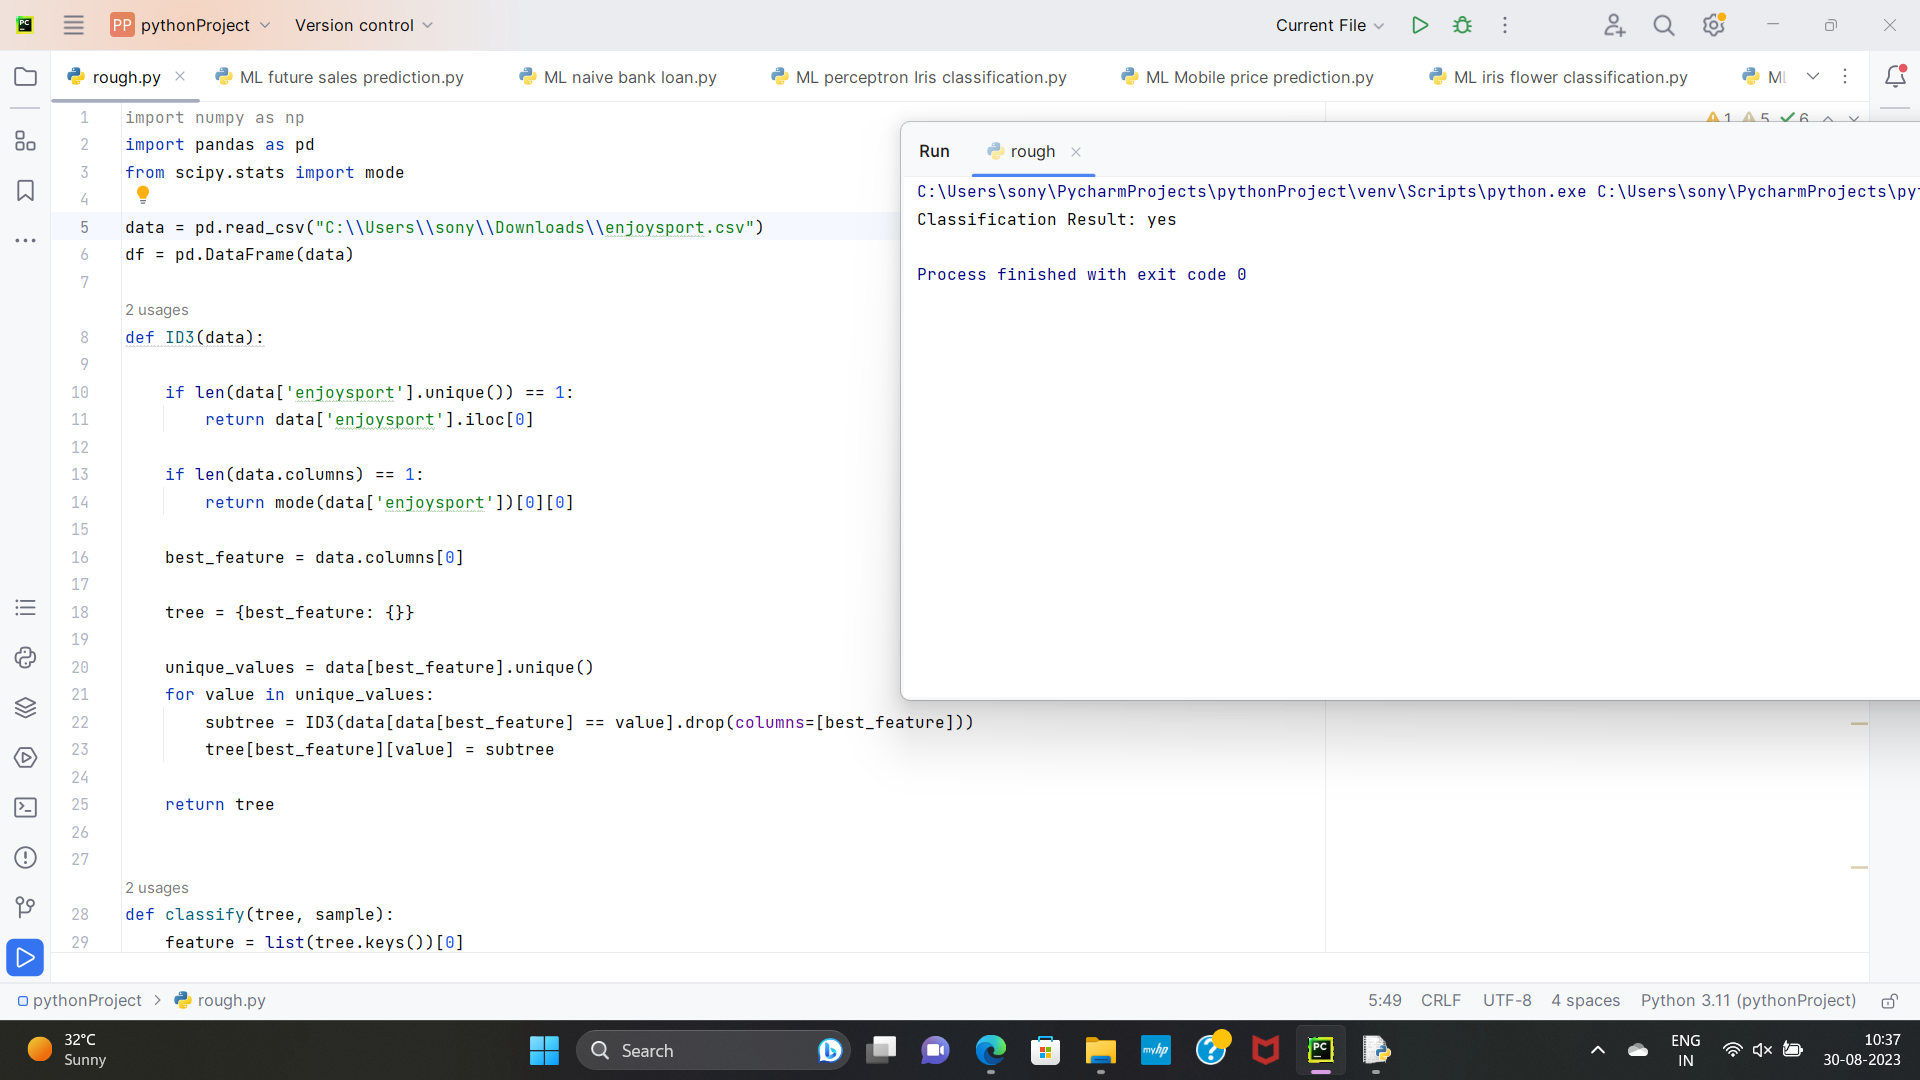 PP pythonProject Version control Current File
rough.py ML future sales prediction.py ML naive bank loan.py ML perceptron Iris classification.py ML Mobile price prediction.py ML iris flower classification.py ML
1 import numpy as np
1 5 6
2 import pandas as pd
3 from scipy.stats import mode
4
5 data = pd.read_csv("C:\\Users\\sony\\Downloads\\enjoysport.csv")
6 df = pd.DataFrame(data)
7
2 usages
8 def ID3(data):
9
10 if len(data['enjoysport'].unique()) == 1:
11 return data['enjoysport'].iloc[0]
12
13 if len(data.columns) == 1:
14 return mode(data['enjoysport'])[0][0]
15
16 best_feature = data.columns[0]
17
18 tree = {best_feature: {}}
19
20 unique_values = data[best_feature].unique()
21 for value in unique_values:
22 subtree = ID3(data[data[best_feature] == value].drop(columns=[best_feature]))
23 tree[best_feature][value] = subtree
24
25 return tree
26
27
2 usages
28 def classify(tree, sample):
29 feature = list(tree.keys())[0]
Run rough
C:\Users\sony\PycharmProjects\pythonProject\venv\Scripts\python.exe C:\Users\sony\PycharmProjects\pyt
Classification Result: yes
Process finished with exit code 0
pythonProject > rough.py 5:49 CRLF UTF-8 4 spaces Python 3.11 (pythonProject)
32°C
Sunny
Search
myhp
PC
ENG
IN
10:37
30-08-2023